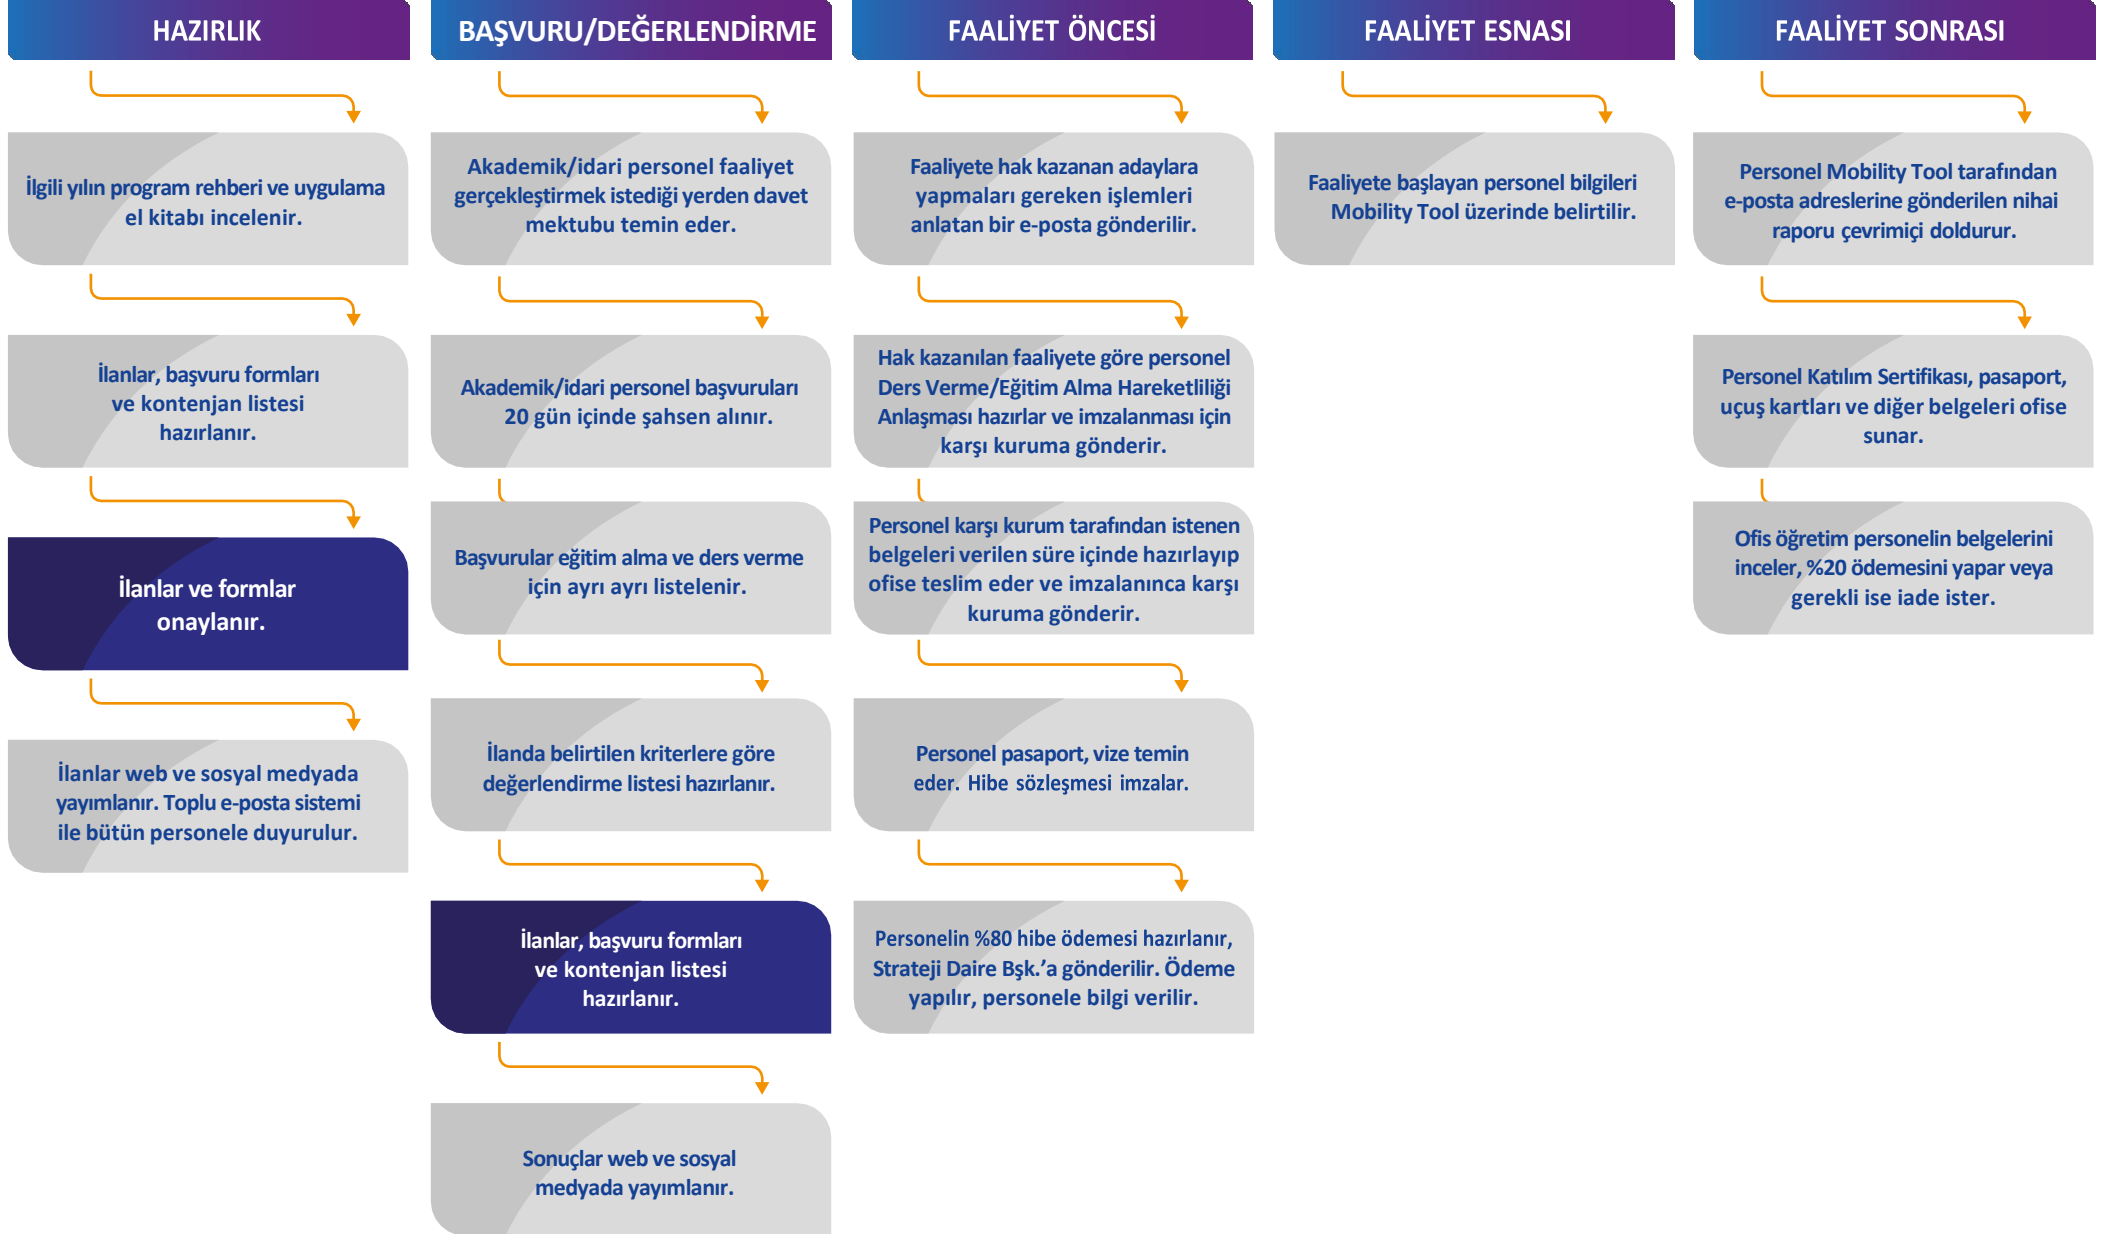 HAZIRLIK
İlgili yılın program rehberi ve uygulama
el kitabı incelenir.
İlanlar, başvuru formları
ve kontenjan listesi
hazırlanır.
İlanlar ve formlar
onaylanır.
İlanlar web ve sosyal medyada
yayımlanır. Toplu e-posta sistemi
ile bütün personele duyurulur.
BAŞVURU/DEĞERLENDİRME
Akademik/idari personel faaliyet
gerçekleştirmek istediği yerden davet
mektubu temin eder.
Akademik/idari personel başvuruları
20 gün içinde şahsen alınır.
Başvurular eğitim alma ve ders verme
için ayrı ayrı listelenir.
İlanda belirtilen kriterlere göre
değerlendirme listesi hazırlanır.
İlanlar, başvuru formları
ve kontenjan listesi
hazırlanır.
Sonuçlar web ve sosyal
medyada yayımlanır.
FAALİYET ÖNCESİ
Faaliyete hak kazanan adaylara
yapmaları gereken işlemleri
anlatan bir e-posta gönderilir.
Hak kazanılan faaliyete göre personel
Ders Verme/Eğitim Alma Hareketliliği
Anlaşması hazırlar ve imzalanması için
karşı kuruma gönderir.
Personel karşı kurum tarafından istenen
belgeleri verilen süre içinde hazırlayıp
ofise teslim eder ve imzalanınca karşı
kuruma gönderir.
Personel pasaport, vize temin
eder. Hibe sözleşmesi imzalar.
Personelin %80 hibe ödemesi hazırlanır,
Strateji Daire Bşk.'a gönderilir. Ödeme
yapılır, personele bilgi verilir.
FAALİYET ESNASI
Faaliyete başlayan personel bilgileri
Mobility Tool üzerinde belirtilir.
FAALİYET SONRASI
Personel Mobility Tool tarafından
e-posta adreslerine gönderilen nihai
raporu çevrimiçi doldurur.
Personel Katılım Sertifikası, pasaport,
uçuş kartları ve diğer belgeleri ofise
sunar.
Ofis öğretim personelin belgelerini
inceler, %20 ödemesini yapar veya
gerekli ise iade ister.